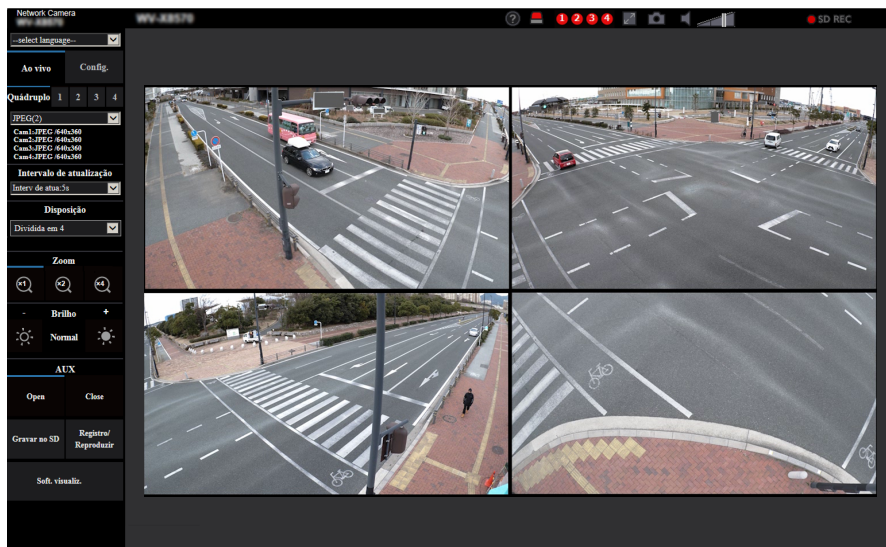 Network Camera
WV-X8570
WV-X8570
? 1 2 3 4 SD REC
--select language--
Ao vivo Config.
Quádruplo 1 2 3 4
JPEG(2)
Cam1:JPEG /640x360
Cam2:JPEG /640x360
Cam3:JPEG /640x360
Cam4:JPEG /640x360
Intervalo de atualização
Interv de atua:5s
Disposição
Dividida em 4
Zoom
x1 x2 x4
- Brilho +
Normal
AUX
Open Close
Gravar no SD
Registro/
Reproduzir
Soft. visualiz.